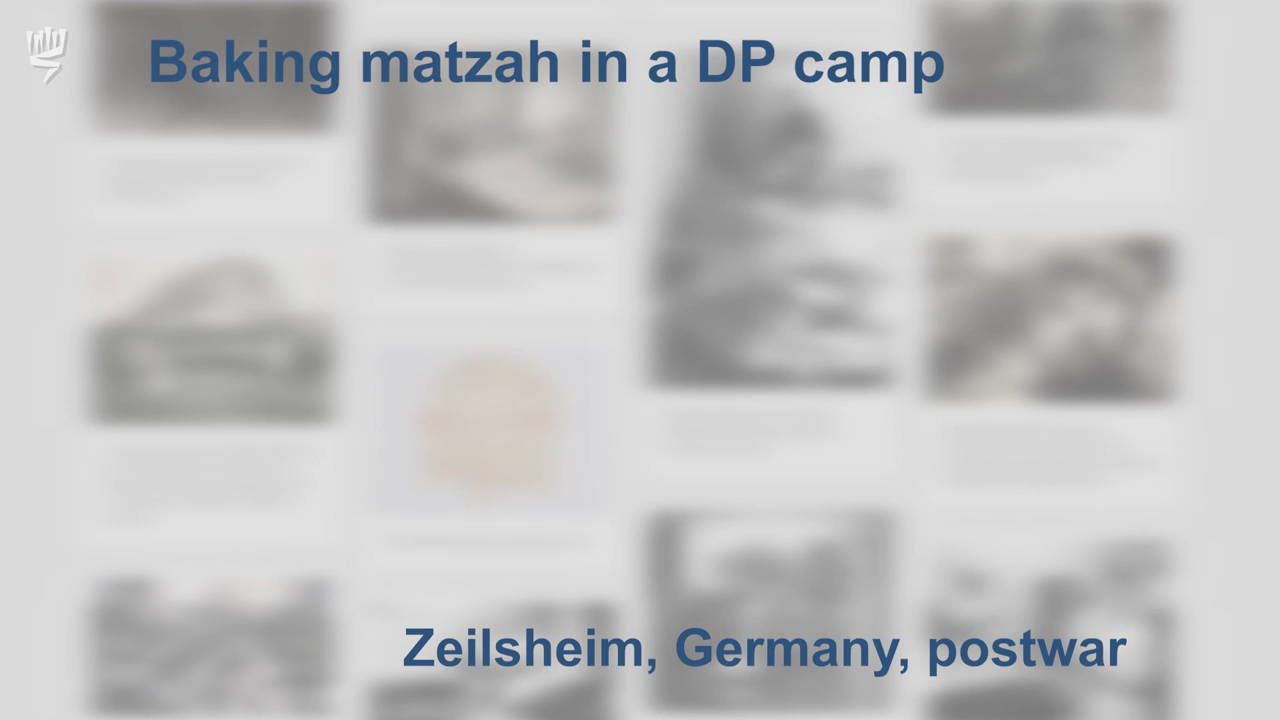 Baking matzah in a DP camp
Zeilsheim, Germany, postwar